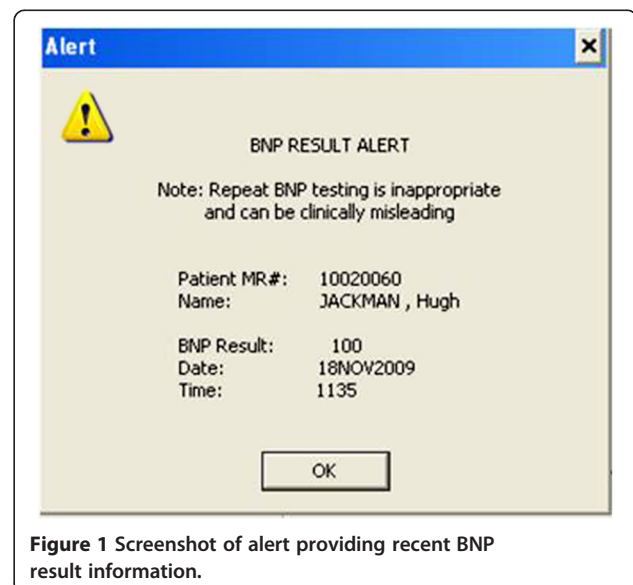 Alert
BNP RESULT ALERT
Note: Repeat BNP testing is inappropriate
and can be clinically misleading
Patient MR#: 10020060
Name: JACKMAN , Hugh
BNP Result: 100
Date: 18NOV2009
Time: 1135
OK
Figure 1 Screenshot of alert providing recent BNP
result information.